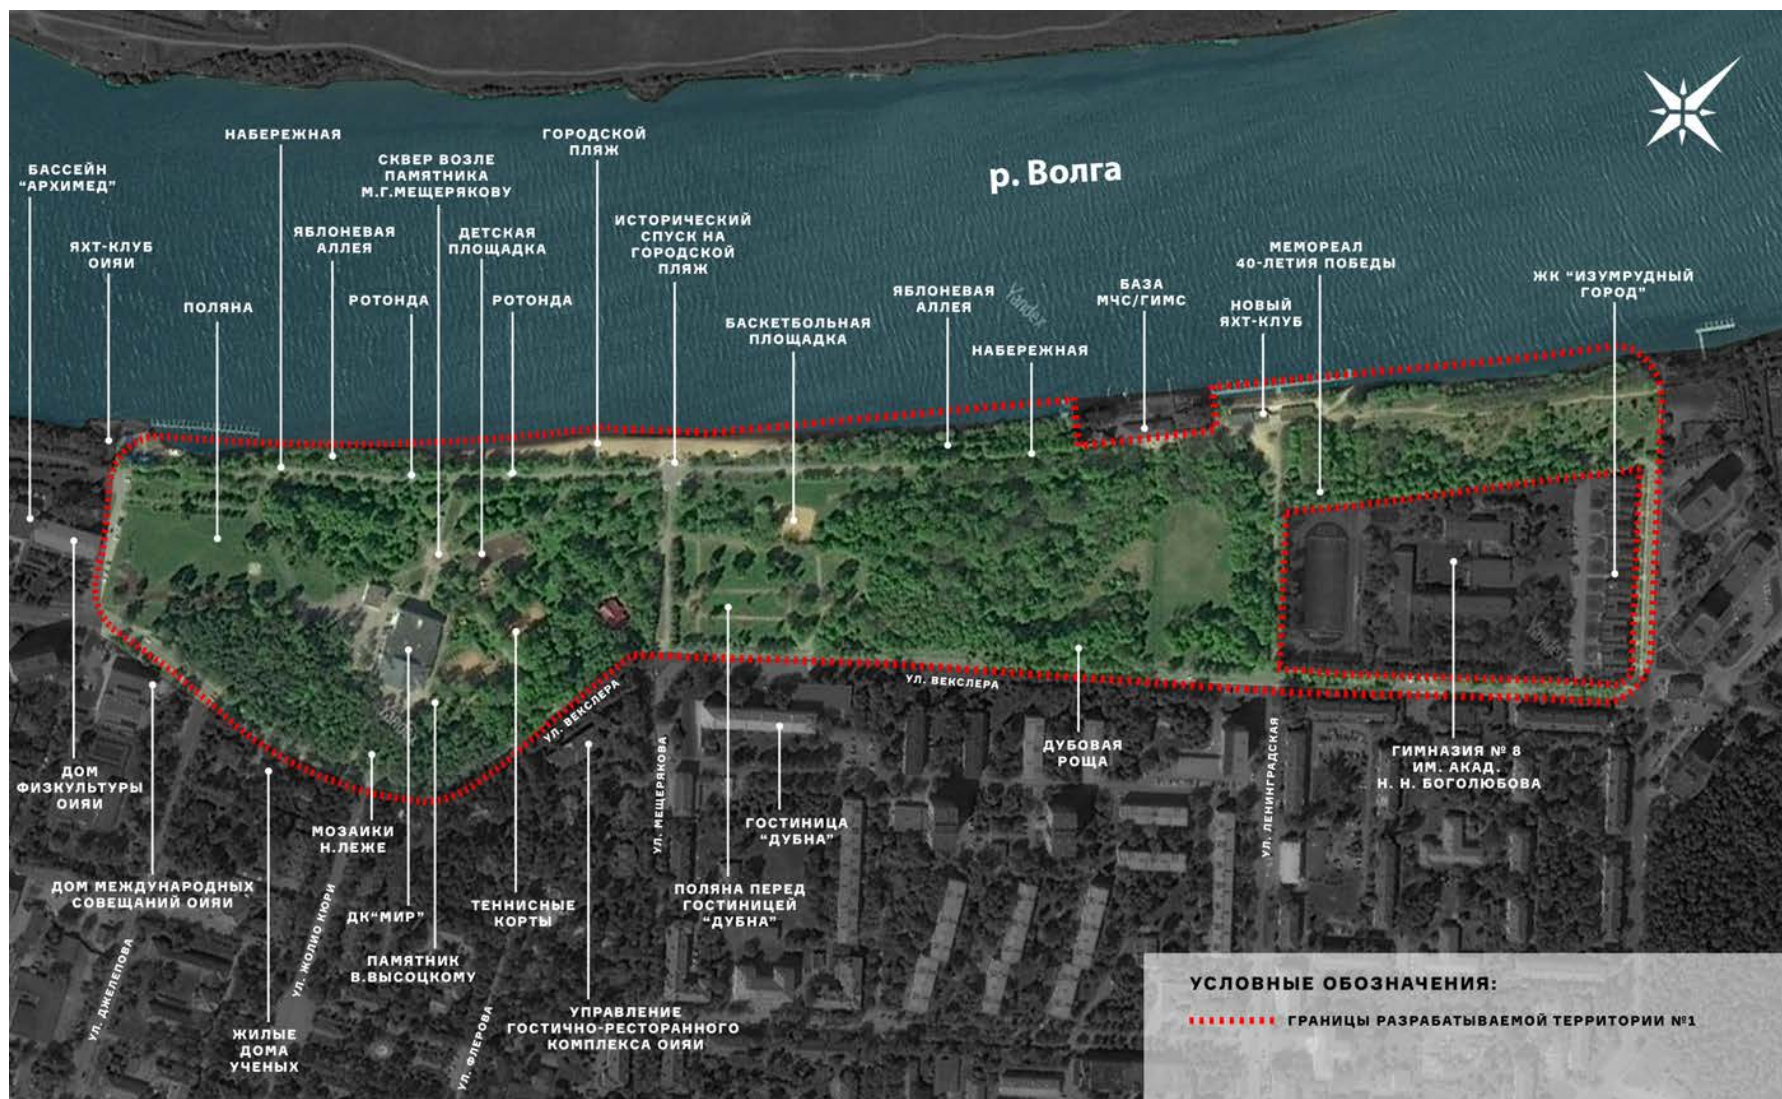 НАБЕРЕЖНАЯ
ГОРОДСКОЙ
ПЛЯЖ
СКВЕР ВОЗЛЕ
ПАМЯТНИКА
М.Г.МЕЩЕРЯКОВУ
БАССЕЙН
“АРХИМЕД”
р. Волга
ЯХТ-КЛУБ
ОИЯИ
ЯБЛОНЕВАЯ
АЛЛЕЯ
ДЕТСКАЯ
ПЛОЩАДКА
ИСТОРИЧЕСКИЙ
СПУСК НА
ГОРОДСКОЙ
ПЛЯЖ
МЕМОРЕАЛ
40-ЛЕТИЯ ПОБЕДЫ
ЖК “ИЗУМРУДНЫЙ
ГОРОД”
ПОЛЯНА
РОТОНДА
РОТОНДА
ЯБЛОНЕВАЯ
АЛЛЕЯ
Yandex
БАЗА
МЧС/ГИМС
НОВЫЙ
ЯХТ-КЛУБ
БАСКЕТБОЛЬНАЯ
ПЛОЩАДКА
НАБЕРЕЖНАЯ
УЛ. ВЕКСЛЕРА
УЛ. ВЕКСЛЕРА
ДОМ
ФИЗКУЛЬТУРЫ
ОИЯИ
МОЗАИКИ
Н.ЛЕЖЕ
УЛ. МЕЩЕРЯКОВА
ГОСТИНИЦА
“ДУБНА”
ДУБОВАЯ
РОЩА
УЛ. ЛЕНИНГРАДСКАЯ
ГИМНАЗИЯ № 8
ИМ. АКАД.
Н. Н. БОГОЛЮБОВА
ДОМ МЕЖДУНАРОДНЫХ
СОВЕЩАНИЙ ОИЯИ
УЛ. ЖОЛИО КЮРИ
ДК“МИР”
ТЕННИСНЫЕ
КОРТЫ
ПОЛЯНА ПЕРЕД
ГОСТИНИЦЕЙ
“ДУБНА”
УЛ. ДЖЕЛЕПОВА
ПАМЯТНИК
В.ВЫСОЦКОМУ
ЖИЛЫЕ
ДОМА
УЧЕНЫХ
УЛ. ФЛЕРОВА
УПРАВЛЕНИЕ
ГОСТИЧНО-РЕСТОРАННОГО
КОМПЛЕКСА ОИЯИ
УСЛОВНЫЕ ОБОЗНАЧЕНИЯ:
ГРАНИЦЫ РАЗРАБАТЫВАЕМОЙ ТЕРРИТОРИИ №1